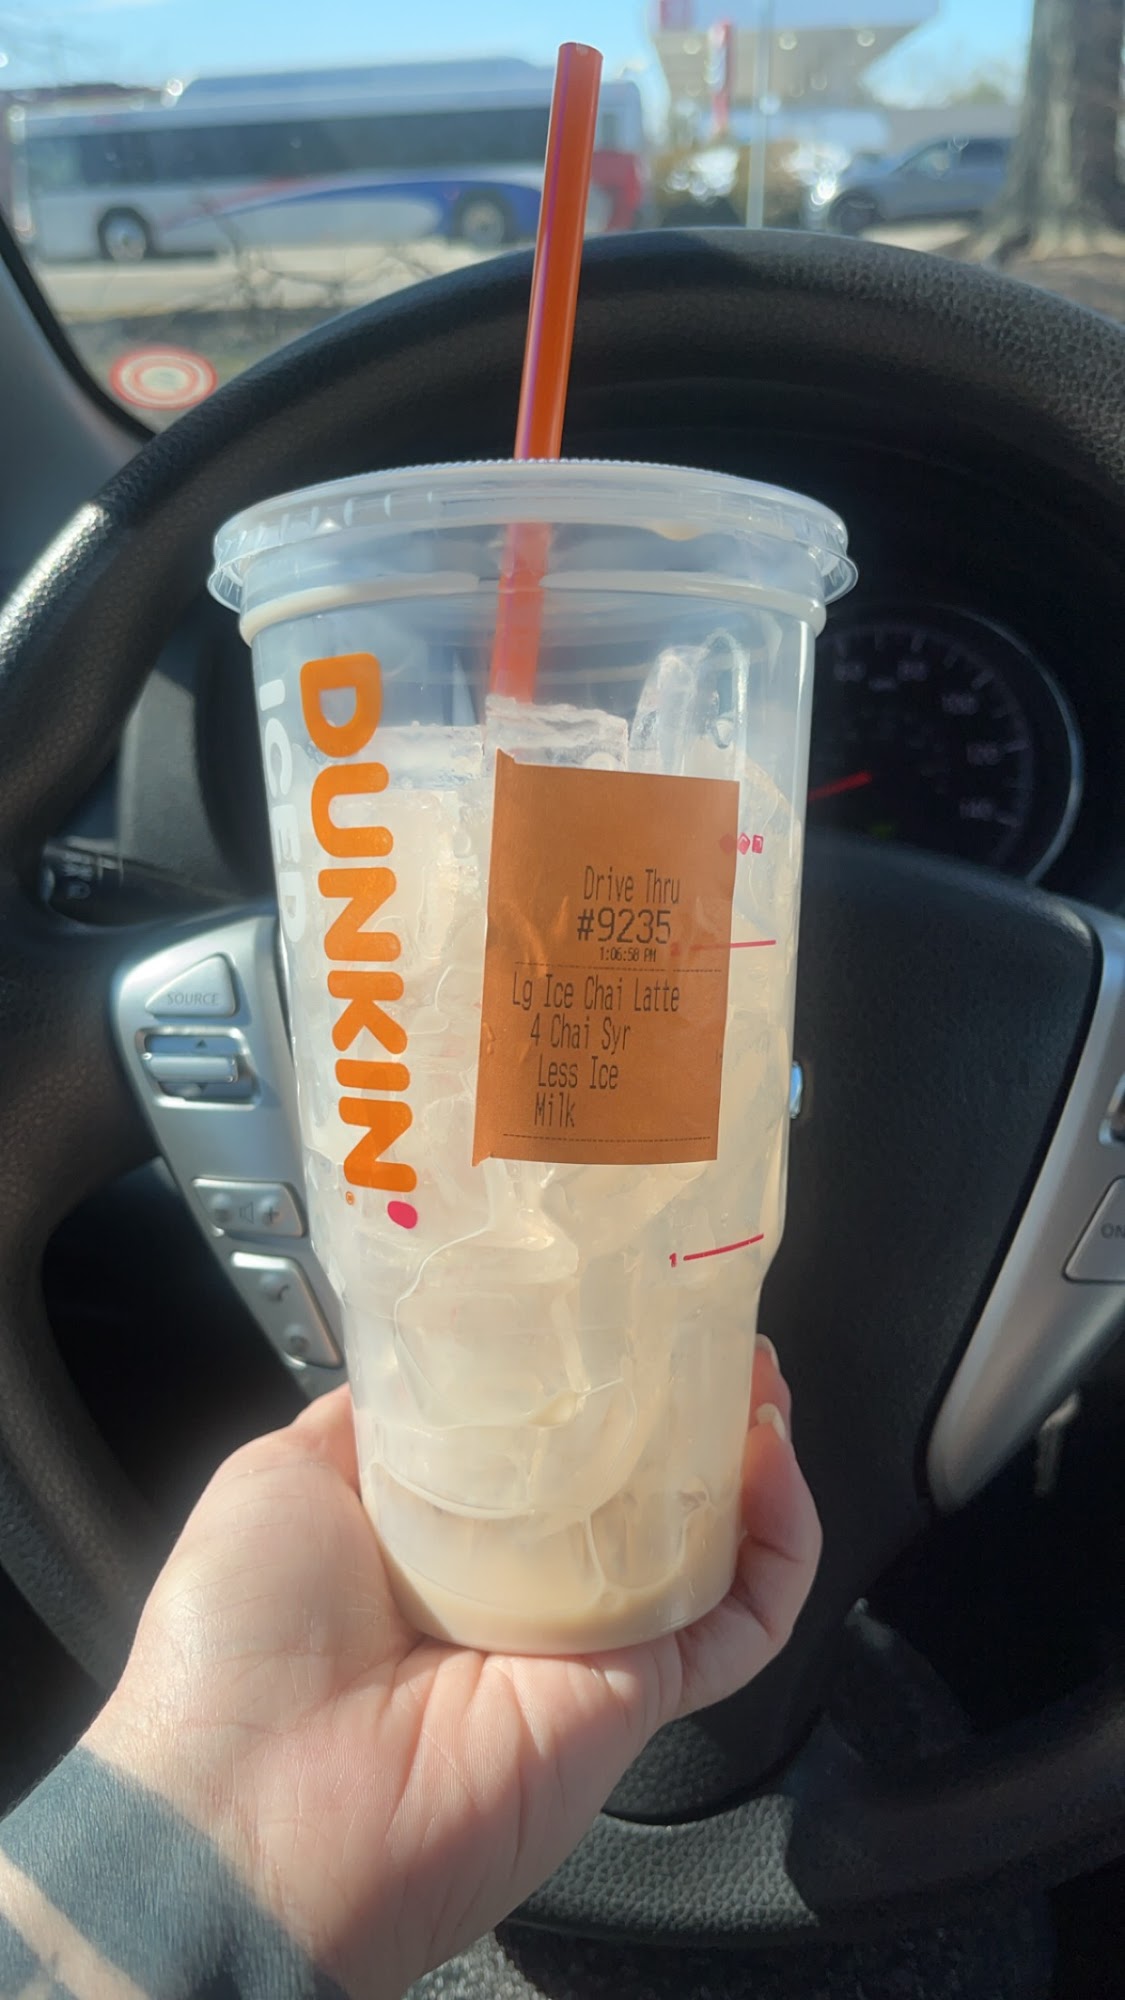 DUNKIN'
ICED
Drive Thru
#9235
1:06:58 PM
Lg Ice Chai Latte
4 Chai Syr
Less Ice
Milk
1
SOURCE
ON